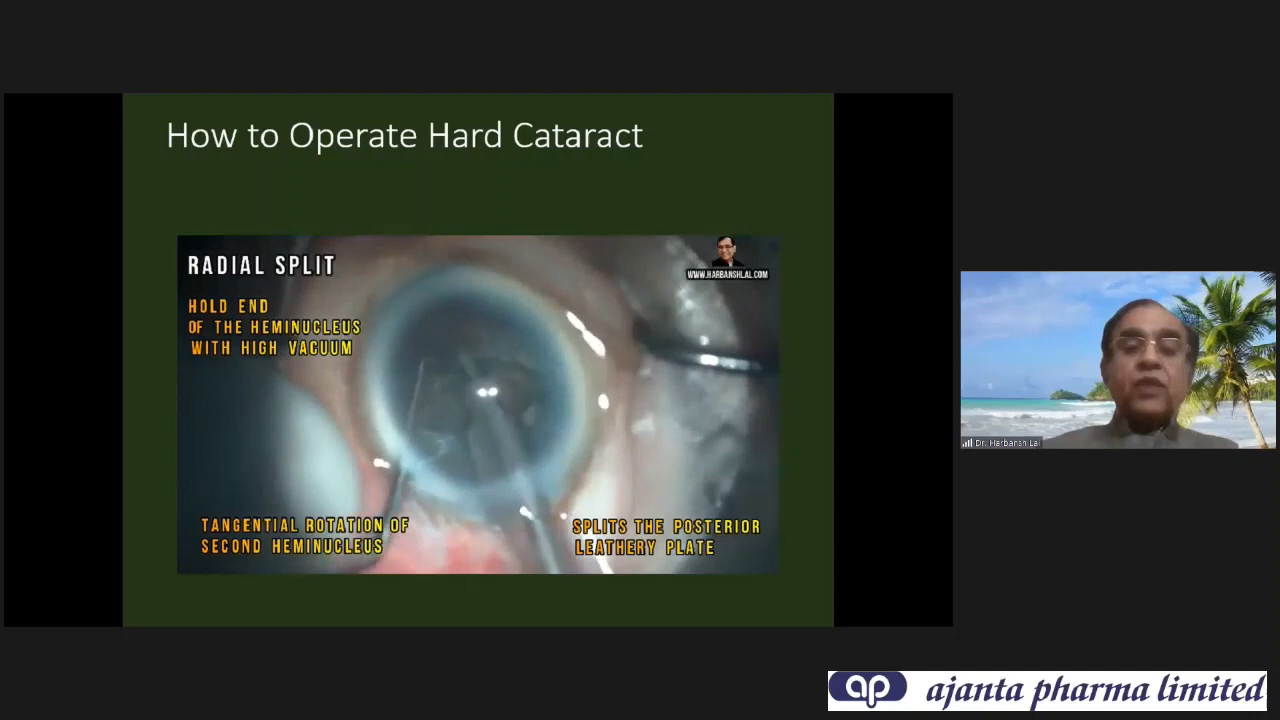 How to Operate Hard Cataract
RADIAL SPLIT
WWW.HARBANSHLAL.COM
HOLD END
OF THE HEMINUCLEUS
WITH HIGH VACUUM
TANGENTIAL ROTATION OF
SECOND HEMINUCLEUS
SPLITS THE POSTERIOR
LEATHERY PLATE
Dr. Harbansh Lal
ap ajanta pharma limited